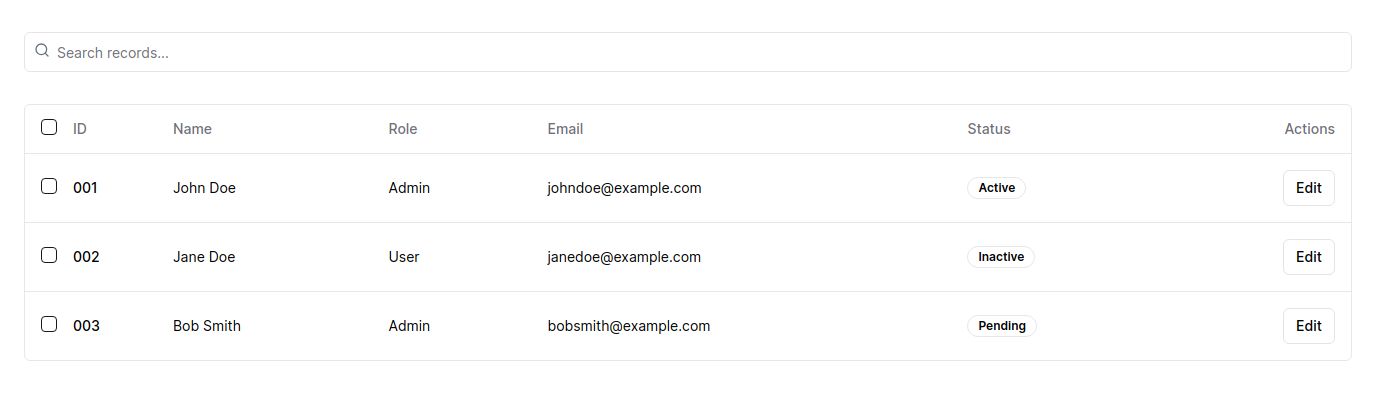 Search records...
ID Name Role Email Status Actions
001 John Doe Admin johndoe@example.com Active Edit
002 Jane Doe User janedoe@example.com Inactive Edit
003 Bob Smith Admin bobsmith@example.com Pending Edit